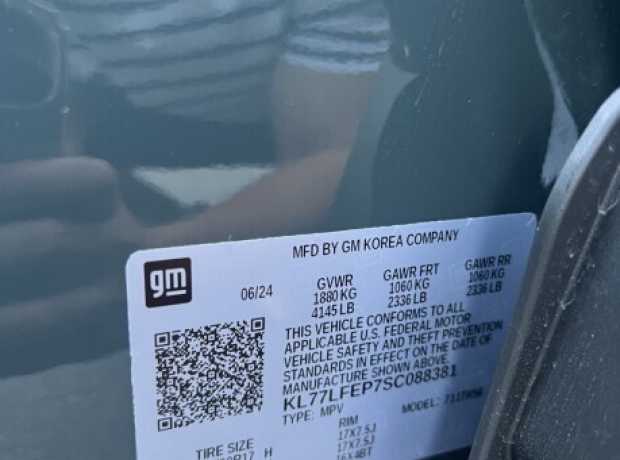 MFD BY GM KOREA COMPANY
gm
06/24
GVWR
1880 KG
4145 LB
GAWR FRT
1060 KG
2336 LB
GAWR RR
1060 KG
2336 LB
THIS VEHICLE CONFORMS TO ALL
APPLICABLE U.S. FEDERAL MOTOR
VEHICLE SAFETY AND THEFT PREVENTION
STANDARDS IN EFFECT ON THE DATE OF
MANUFACTURE SHOWN ABOVE.
KL77LFEP7SC088381
TYPE: MPV
MODEL:
TIRE SIZE
H
RIM
17X7.5J
17X7.5J
16X4BT